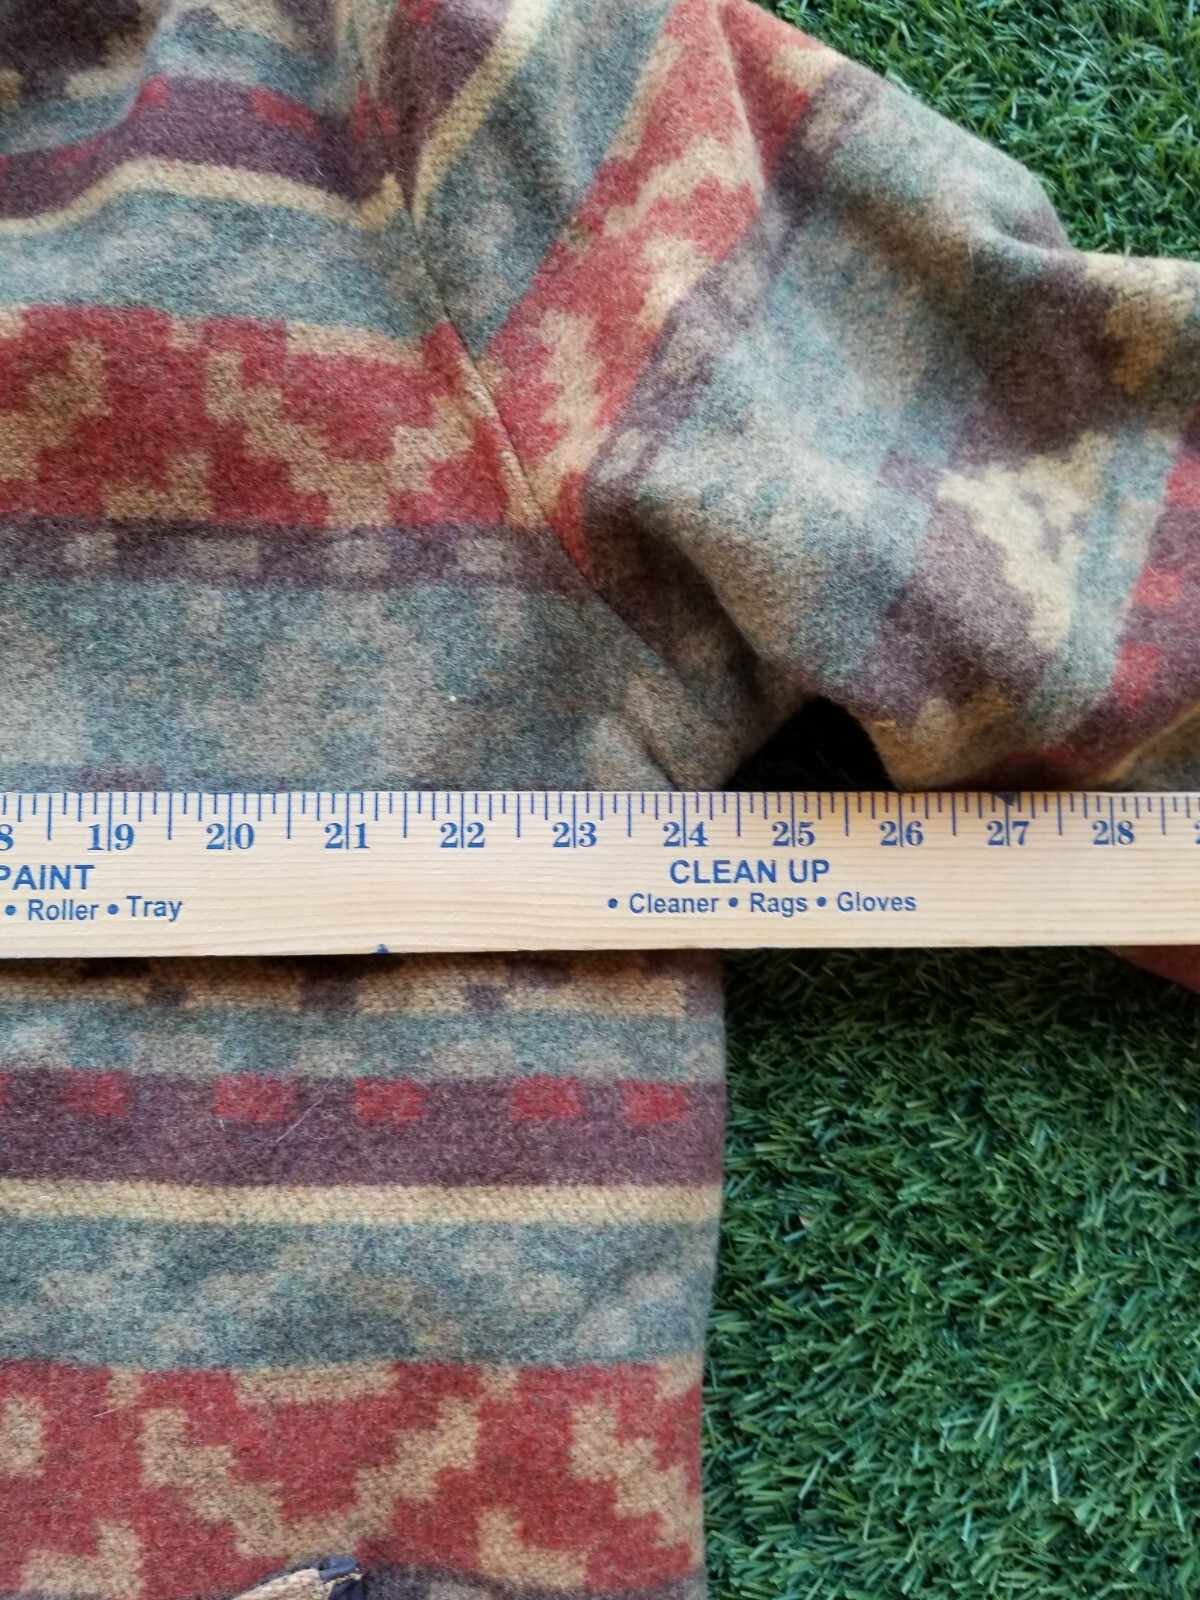 8 19 20 21 22 23 24 25 26 27 28
PAINT CLEAN UP
• Roller • Tray • Cleaner • Rags • Gloves